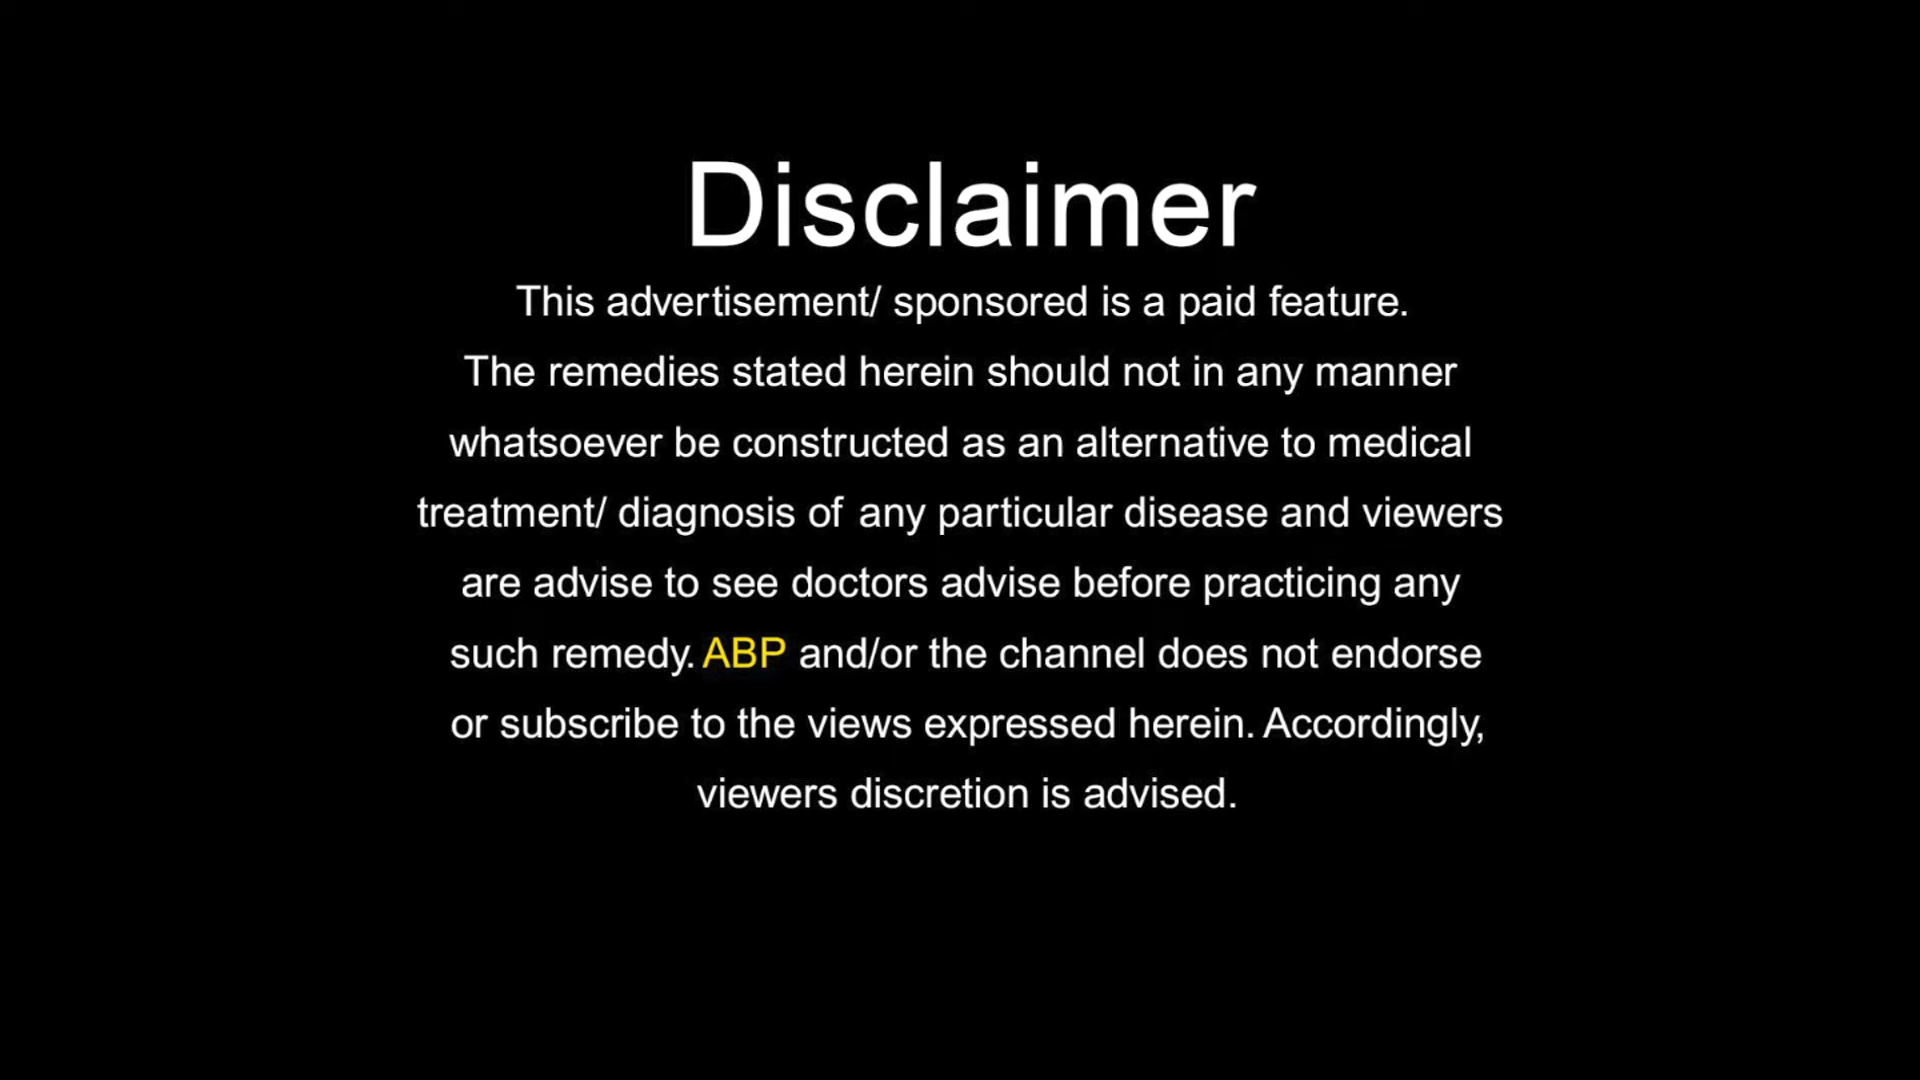 Disclaimer
This advertisement/ sponsored is a paid feature.
The remedies stated herein should not in any manner
whatsoever be constructed as an alternative to medical
treatment/ diagnosis of any particular disease and viewers
are advise to see doctors advise before practicing any
such remedy. ABP and/or the channel does not endorse
or subscribe to the views expressed herein. Accordingly,
viewers discretion is advised.